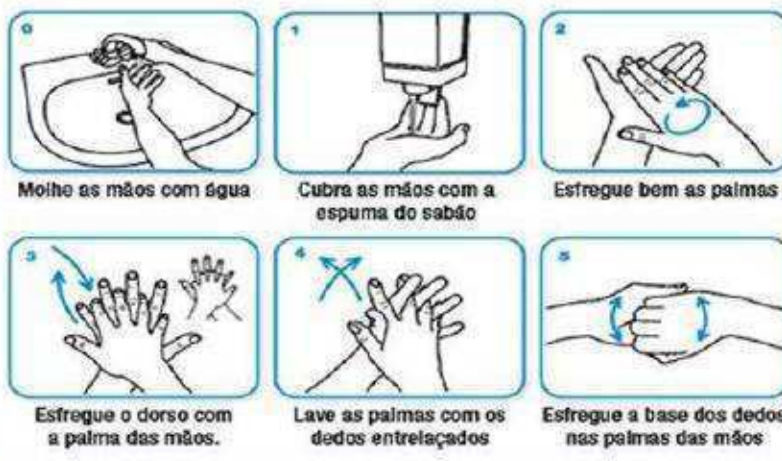 0
1
2
Molhe as mãos com água
Cubra as mãos com a
espuma do sabão
Esfregue bem as palmas
3
4
5
Esfregue o dorso com
a palma das mãos.
Lave as palmas com os
dedos entrelaçados
Esfregue a base dos dedos
nas palmas das mãos